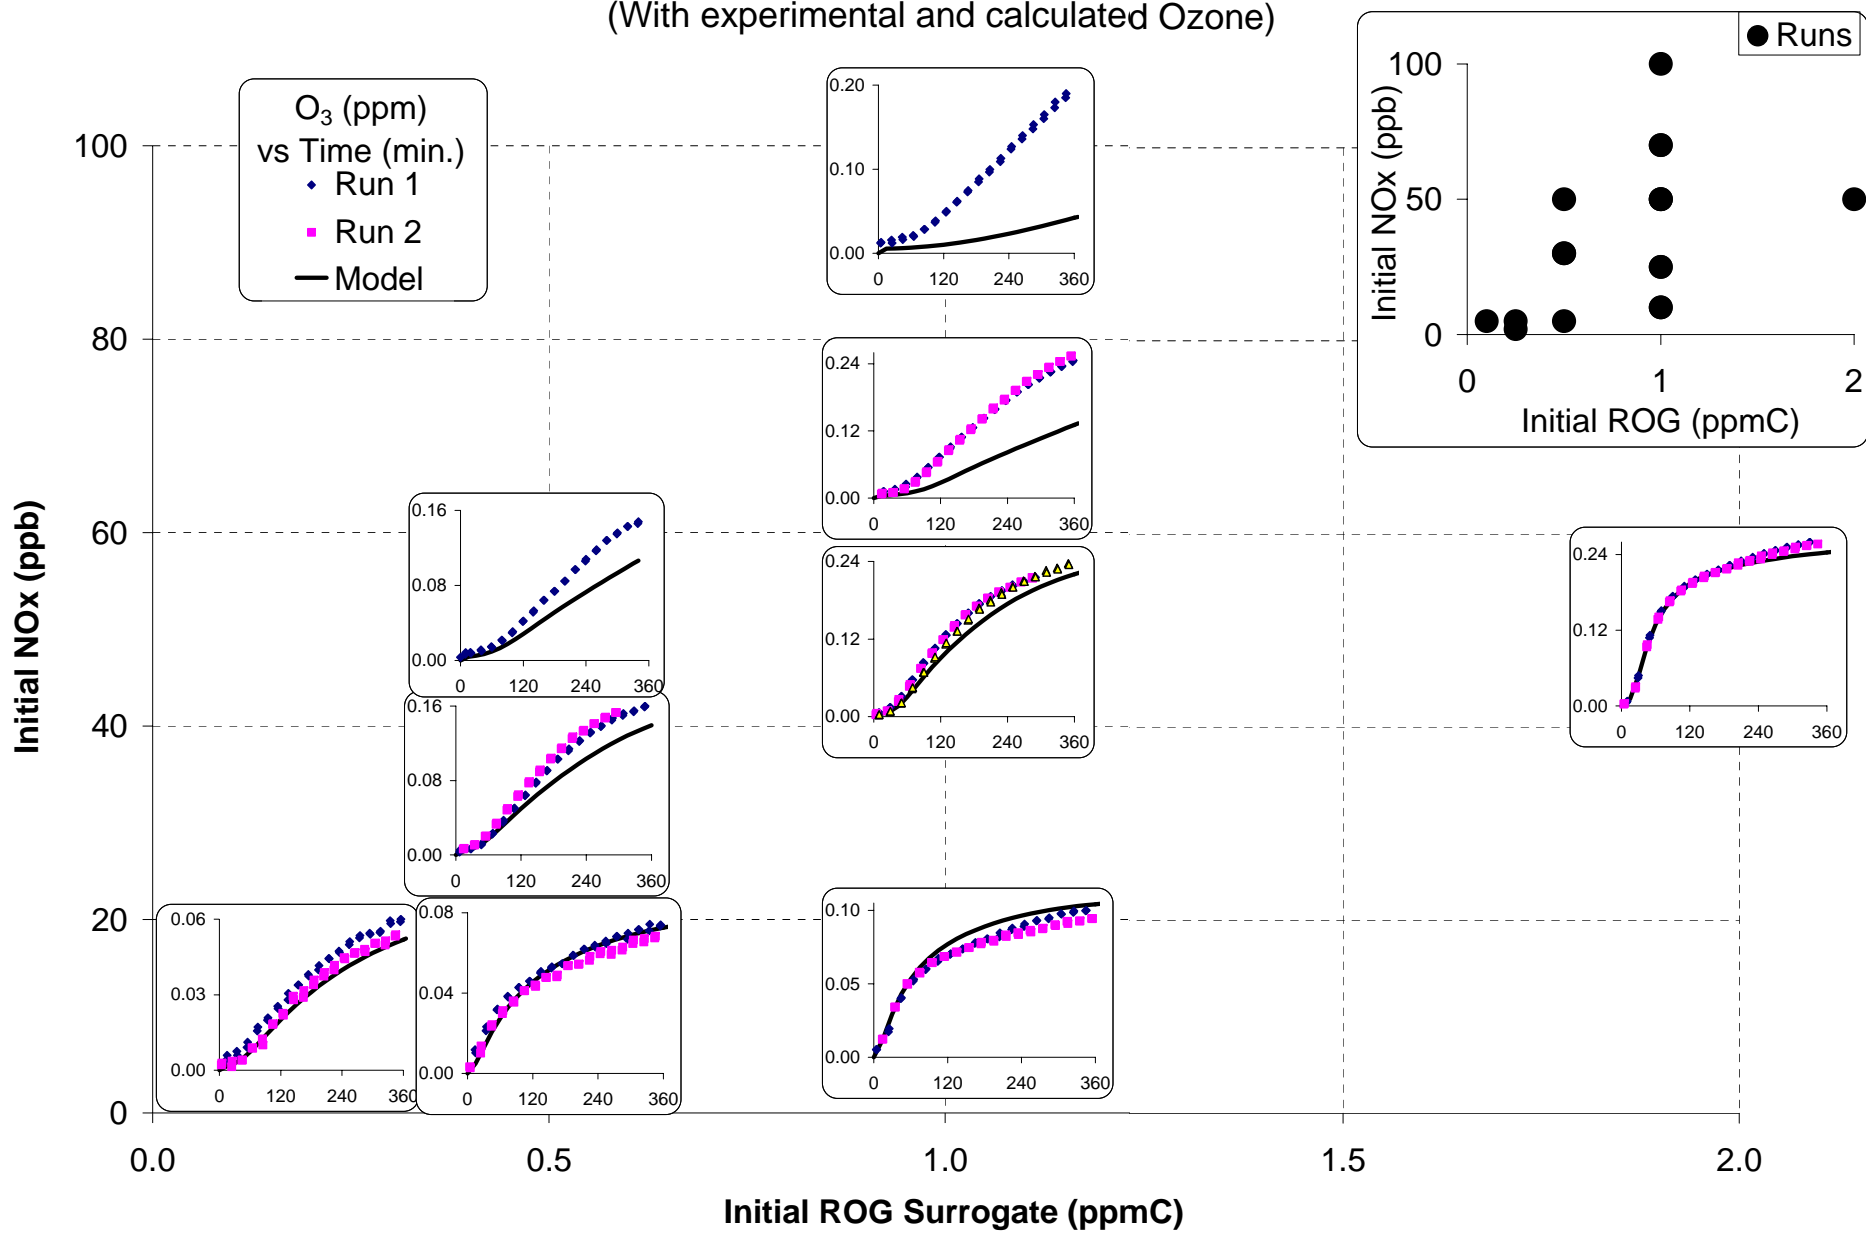 (With experimental and calculated Ozone)
O₃ (ppm)
vs Time (min.)
Run 1
Run 2
Model
Runs
100
50
0
0 1 2
Initial NOx (ppb)
Initial ROG (ppmC)
0.20
0.10
0.00
0 120 240 360
0.24
0.12
0.00
0 120 240 360
0.16
0.08
0.00
0 120 240 360
0.24
0.12
0.00
0 120 240 360
0.24
0.12
0.00
0 120 240 360
0.16
0.08
0.00
0 120 240 360
0.06
0.03
0.00
0 120 240 360
0.08
0.04
0.00
0 120 240 360
0.10
0.05
0.00
0 120 240 360
100
80
60
40
20
0
Initial NOx (ppb)
0.0 0.5 1.0 1.5 2.0
Initial ROG Surrogate (ppmC)